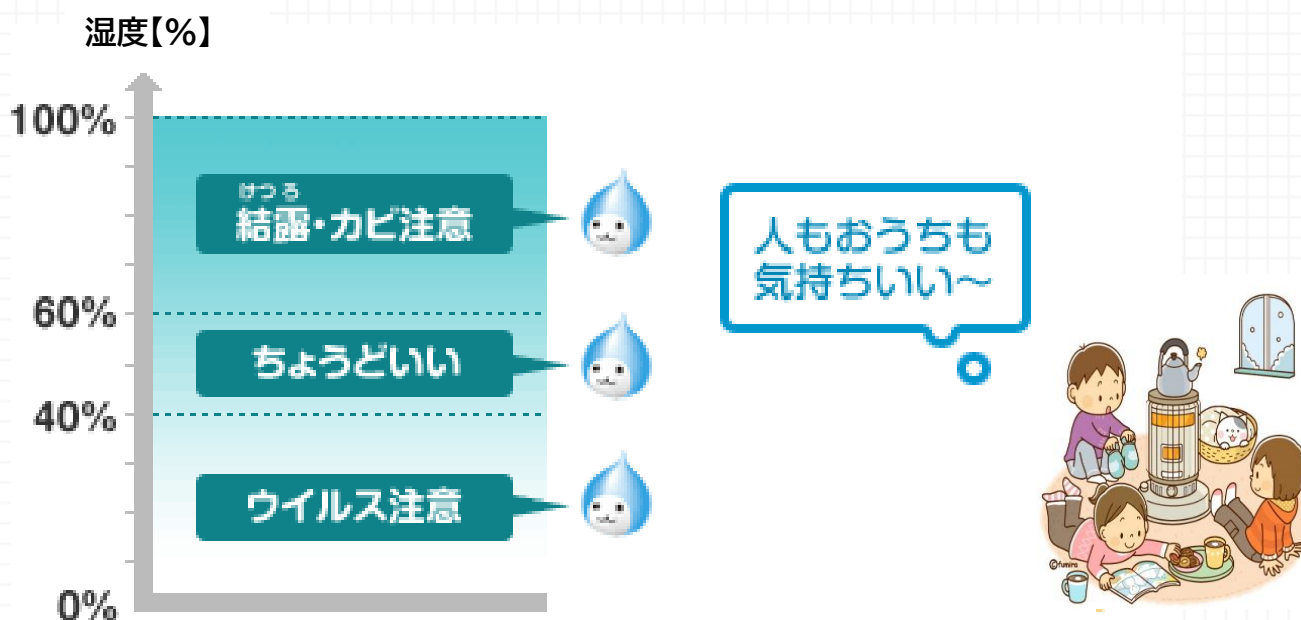 湿度【%】
100%
けつろ
結露・カビ注意
60%
ちょうどいい
40%
ウイルス注意
0%
人もおうちも
気持ちいい～
©fumira